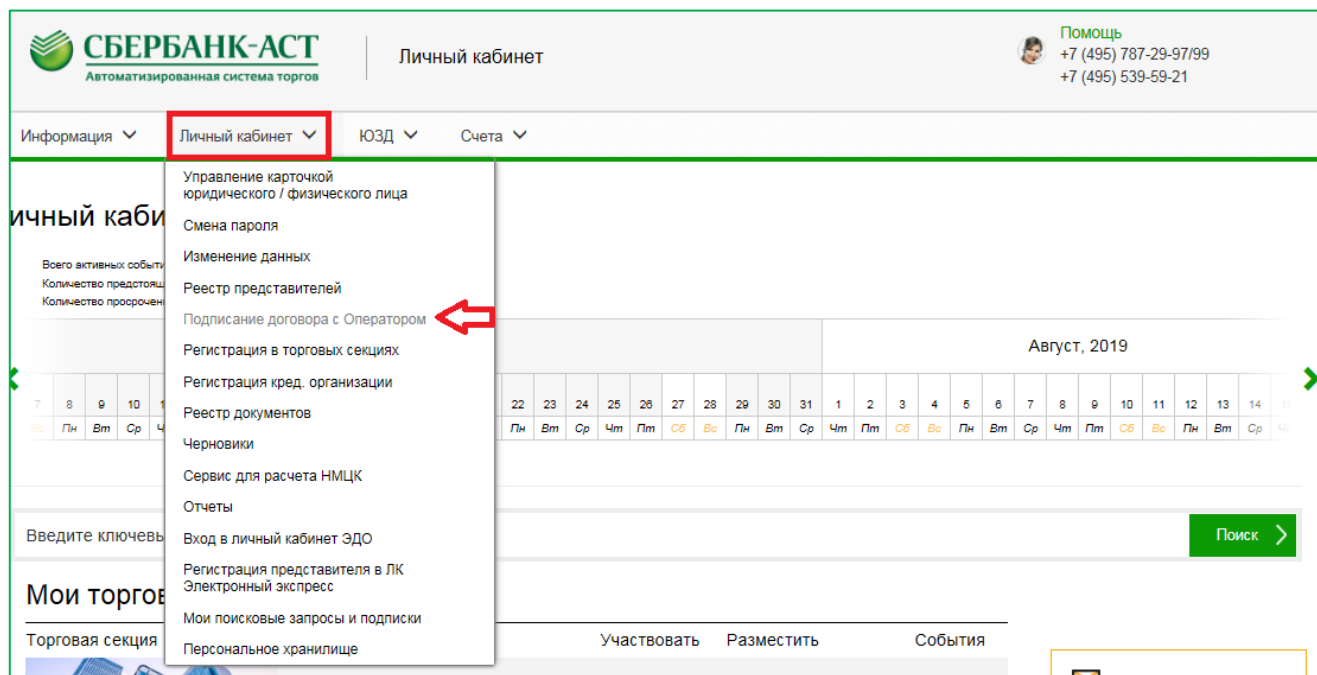 СБЕРБАНК-АСТ
Автоматизированная система торгов
Личный кабинет
Помощь
+7 (495) 787-29-97/99
+7 (495) 539-59-21
Информация
Личный кабинет
ЮЗД
Счета
Управление карточкой
юридического / физического лица
Смена пароля
Изменение данных
Реестр представителей
Подписание договора с Оператором
Регистрация в торговых секциях
Регистрация кред. организации
Реестр документов
Черновики
Сервис для расчета НМЦК
Отчеты
Вход в личный кабинет ЭДО
Регистрация представителя в ЛК
Электронный экспресс
Мои поисковые запросы и подписки
Персональное хранилище
ичный каби
Всего активных событи
Количество предстоящ
Количество просрочен
Август, 2019
7 8 9 10 1 22 23 24 25 26 27 28 29 30 31 1 2 3 4 5 6 7 8 9 10 11 12 13 14
Вс Пн Вт Ср Ч Пн Вт Ср Чт Пт Сб Вс Пн Вт Ср Чт Пт Сб Вс Пн Вт Ср Чт Пт Сб Вс Пн Вт Ср
Введите ключевы
Поиск
Мои торгов
Торговая секция
Участвовать
Разместить
События